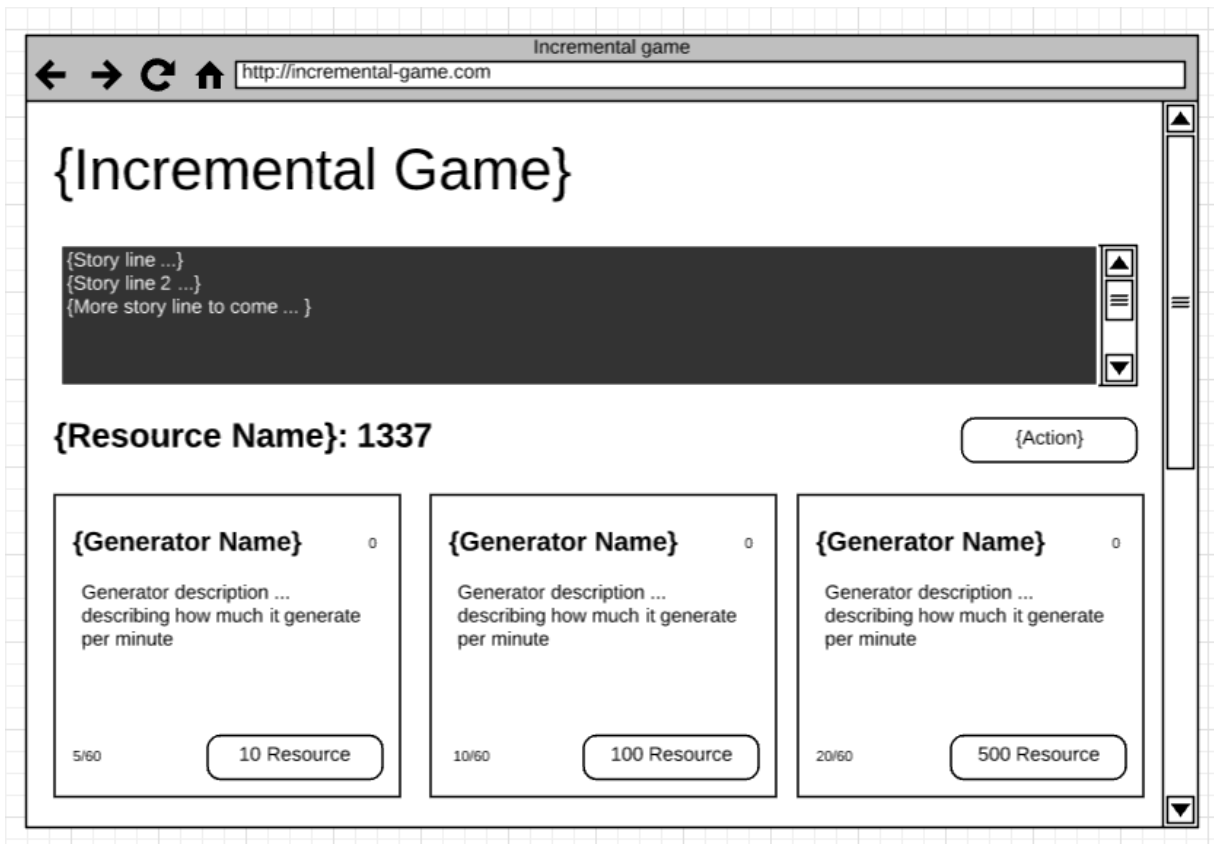 Incremental game
http://incremental-game.com
{Incremental Game}
{Story line ...}
{Story line 2 ...}
{More story line to come ... }
{Resource Name}: 1337
{Action}
{Generator Name} 0
Generator description ...
describing how much it generate
per minute
5/60
10 Resource
{Generator Name} 0
Generator description ...
describing how much it generate
per minute
10/60
100 Resource
{Generator Name} 0
Generator description ...
describing how much it generate
per minute
20/60
500 Resource